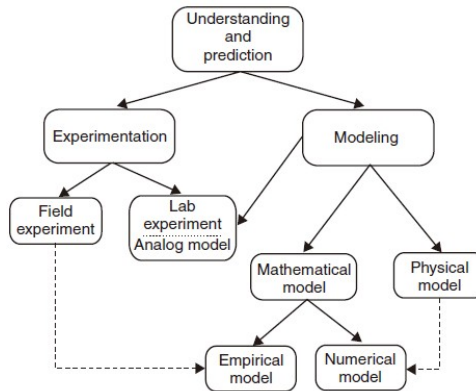 Understanding
and
prediction
Experimentation
Modeling
Field
experiment
Lab
experiment
Analog model
Mathematical
model
Physical
model
Empirical
model
Numerical
model